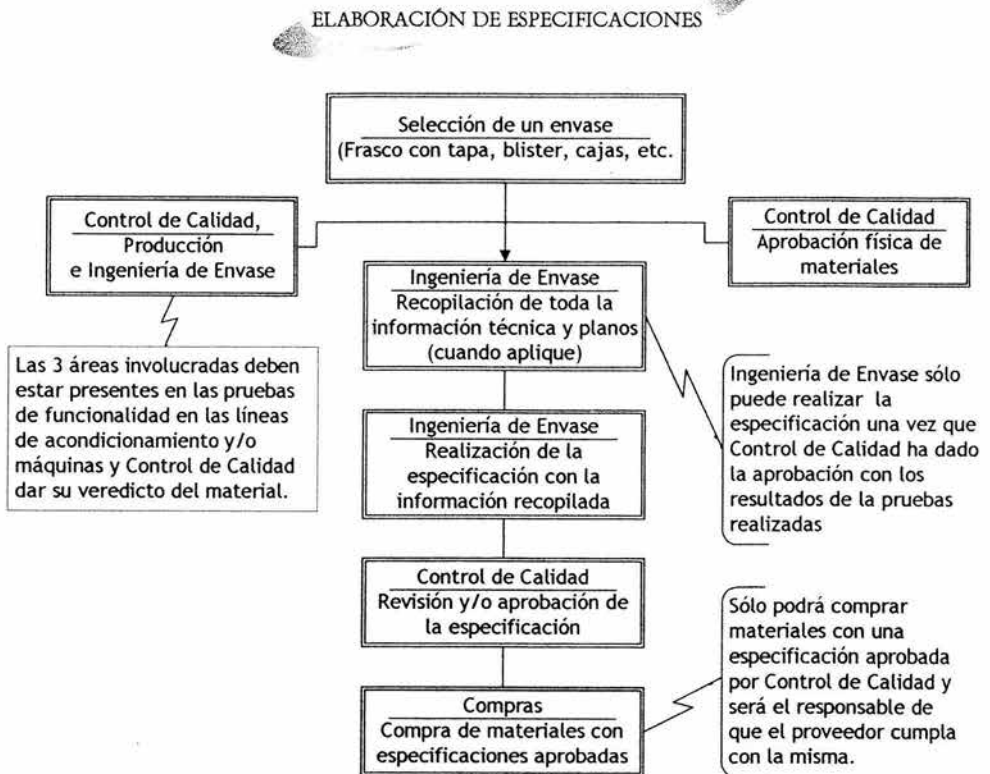 ELABORACIÓN DE ESPECIFICACIONES
Selección de un envase
(Frasco con tapa, blister, cajas, etc.
Control de Calidad,
Producción
e Ingeniería de Envase
Control de Calidad
Aprobación física de
materiales
Ingeniería de Envase
Recopilación de toda la
información técnica y planos
(cuando aplique)
Las 3 áreas involucradas deben
estar presentes en las pruebas
de funcionalidad en las líneas
de acondicionamiento y/o
máquinas y Control de Calidad
dar su veredicto del material.
Ingeniería de Envase sólo
puede realizar la
especificación una vez que
Control de Calidad ha dado
la aprobación con los
resultados de la pruebas
realizadas
Ingeniería de Envase
Realización de la
especificación con la
información recopilada
Control de Calidad
Revisión y/o aprobación de
la especificación
Sólo podrá comprar
materiales con una
especificación aprobada
por Control de Calidad y
será el responsable de
que el proveedor cumpla
con la misma.
Compras
Compra de materiales con
especificaciones aprobadas